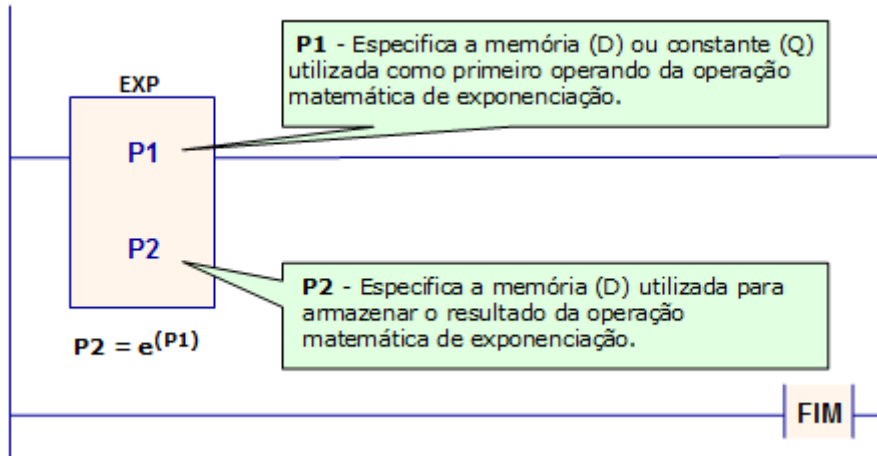 P1 - Especifica a memória (D) ou constante (Q)
utilizada como primeiro operando da operação
matemática de exponenciação.
EXP
P1
P2
P2 - Especifica a memória (D) utilizada para
armazenar o resultado da operação
matemática de exponenciação.
P2 = e(P1)
FIM